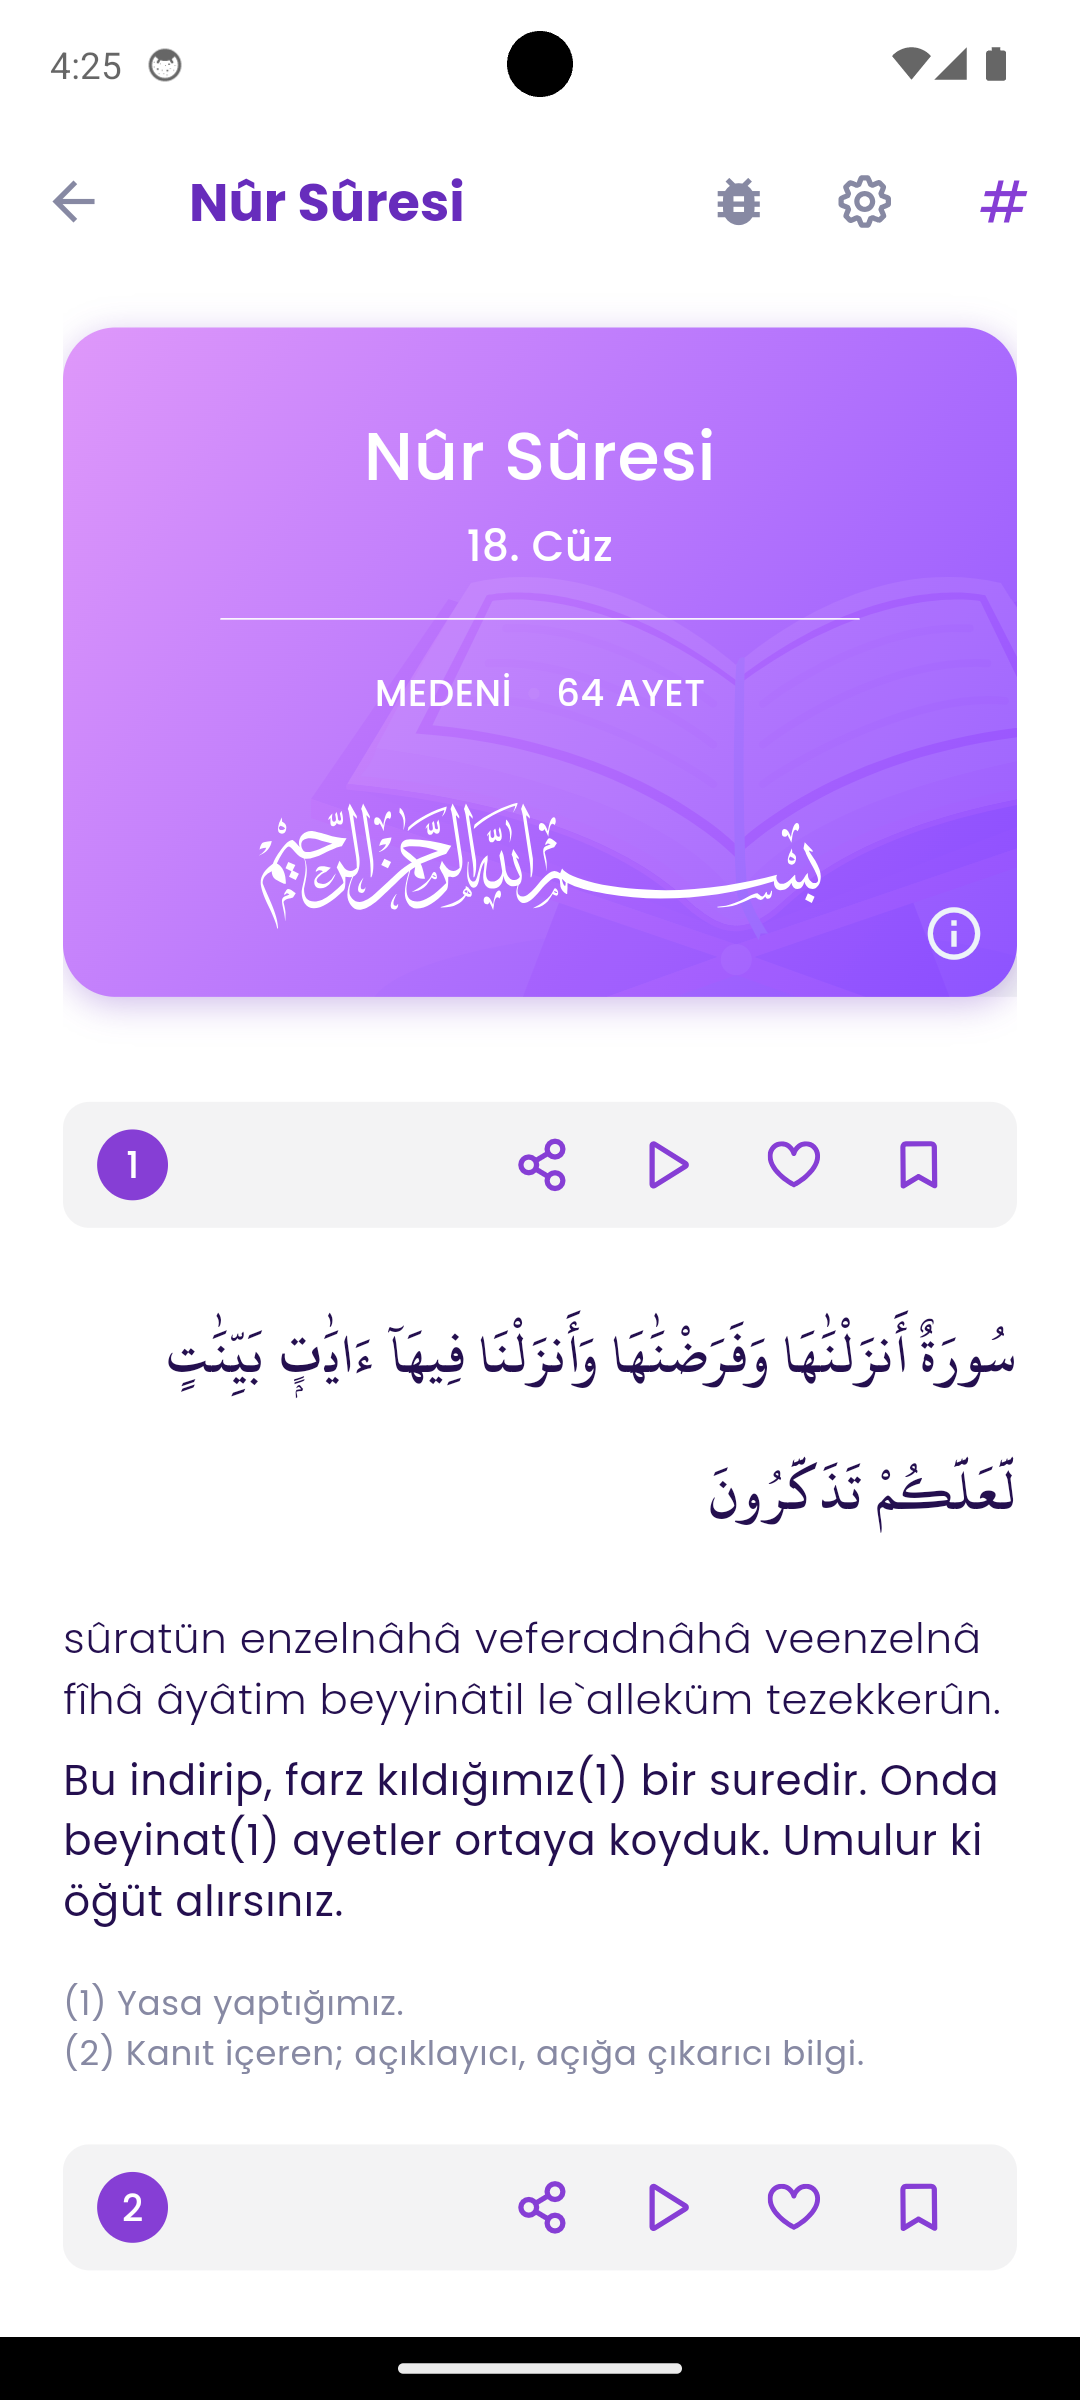 4:25
Nûr Sûresi
#
Nûr Sûresi
18. Cüz
MEDENİ 64 AYET
بِسْمِ اللّٰهِ الرَّحْمٰنِ الرَّحِيْمِ
1
سُورَةٌ أَنزَلْنَٰهَا وَفَرَضْنَٰهَا وَأَنزَلْنَا فِيهَآ ءَايَٰتٍۭ بَيِّنَٰتٍ
لَّعَلَّكُمْ تَذَكَّرُونَ
sûratün enzelnâhâ veferadnâhâ veenzelnâ
fîhâ âyâtim beyyinâtil le`alleküm tezekkerûn.
Bu indirip, farz kıldığımız(1) bir suredir. Onda
beyinat(1) ayetler ortaya koyduk. Umulur ki
öğüt alırsınız.
(1) Yasa yaptığımız.
(2) Kanıt içeren; açıklayıcı, açığa çıkarıcı bilgi.
2